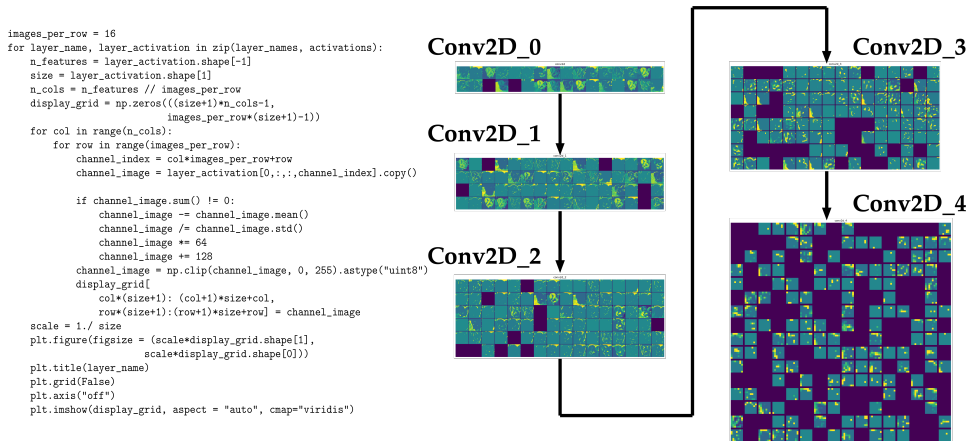 images_per_row = 16
for layer_name, layer_activation in zip(layer_names, activations):
    n_features = layer_activation.shape[-1]
    size = layer_activation.shape[1]
    n_cols = n_features // images_per_row
    display_grid = np.zeros(((size+1)*n_cols-1,
                        images_per_row*(size+1)-1))
    for col in range(n_cols):
        for row in range(images_per_row):
            channel_index = col*images_per_row+row
            channel_image = layer_activation[0,:,:,channel_index].copy()

            if channel_image.sum() != 0:
                channel_image -= channel_image.mean()
                channel_image /= channel_image.std()
                channel_image *= 64
                channel_image += 128
            channel_image = np.clip(channel_image, 0, 255).astype("uint8")
            display_grid[
                col*(size+1): (col+1)*size+col,
                row*(size+1):(row+1)*size+row] = channel_image
    scale = 1./ size
    plt.figure(figsize = (scale*display_grid.shape[1],
                        scale*display_grid.shape[0]))
    plt.title(layer_name)
    plt.grid(False)
    plt.axis("off")
    plt.imshow(display_grid, aspect = "auto", cmap="viridis")
Conv2D_0
Conv2D_1
Conv2D_2
Conv2D_3
Conv2D_4